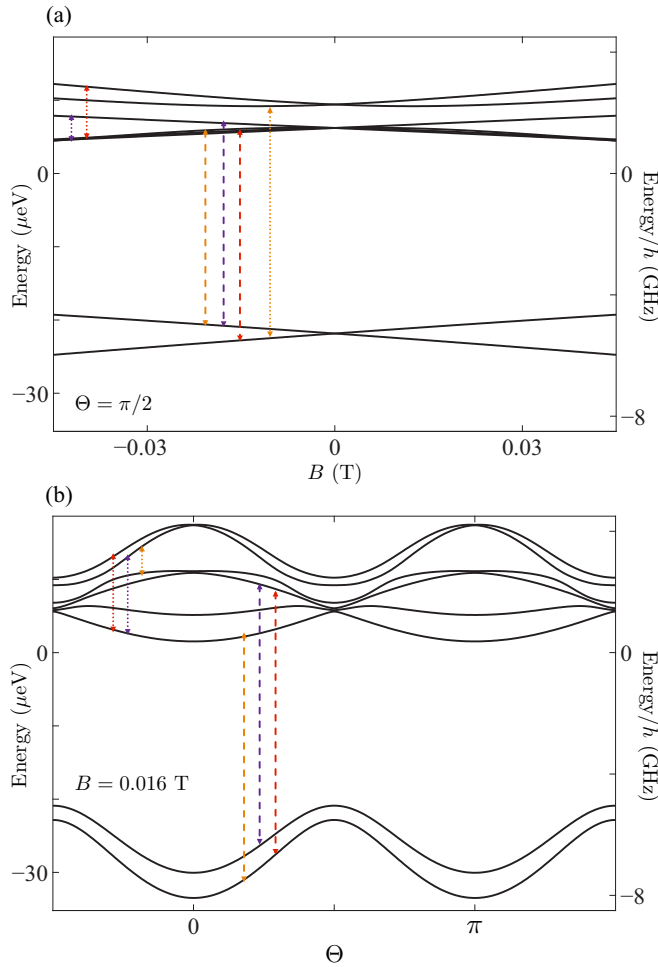 (a)
Energy (μeV)
0
−30
Θ = π/2
0
−8
Energy/h (GHz)
−0.03
0
0.03
B (T)
(b)
Energy (μeV)
0
−30
B = 0.016 T
0
−8
Energy/h (GHz)
0
π
Θ